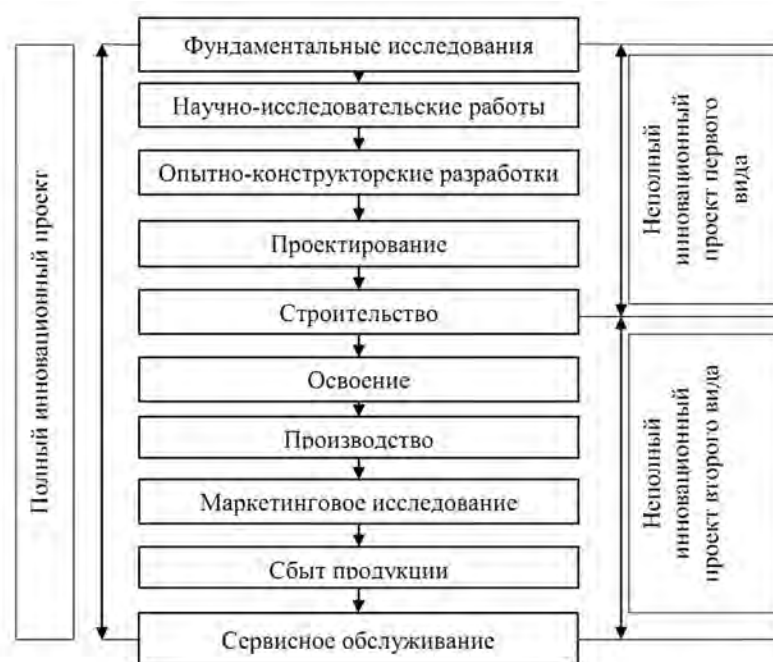 Полный инновационный проект
Фундаментальные исследования
Научно-исследовательские работы
Опытно-конструкторские разработки
Проектирование
Строительство
Освоение
Производство
Маркетинговое исследование
Сбыт продукции
Сервисное обслуживание
Неполный
инновационный
проект первого
вида
Неполный
инновационный
проект второго вида